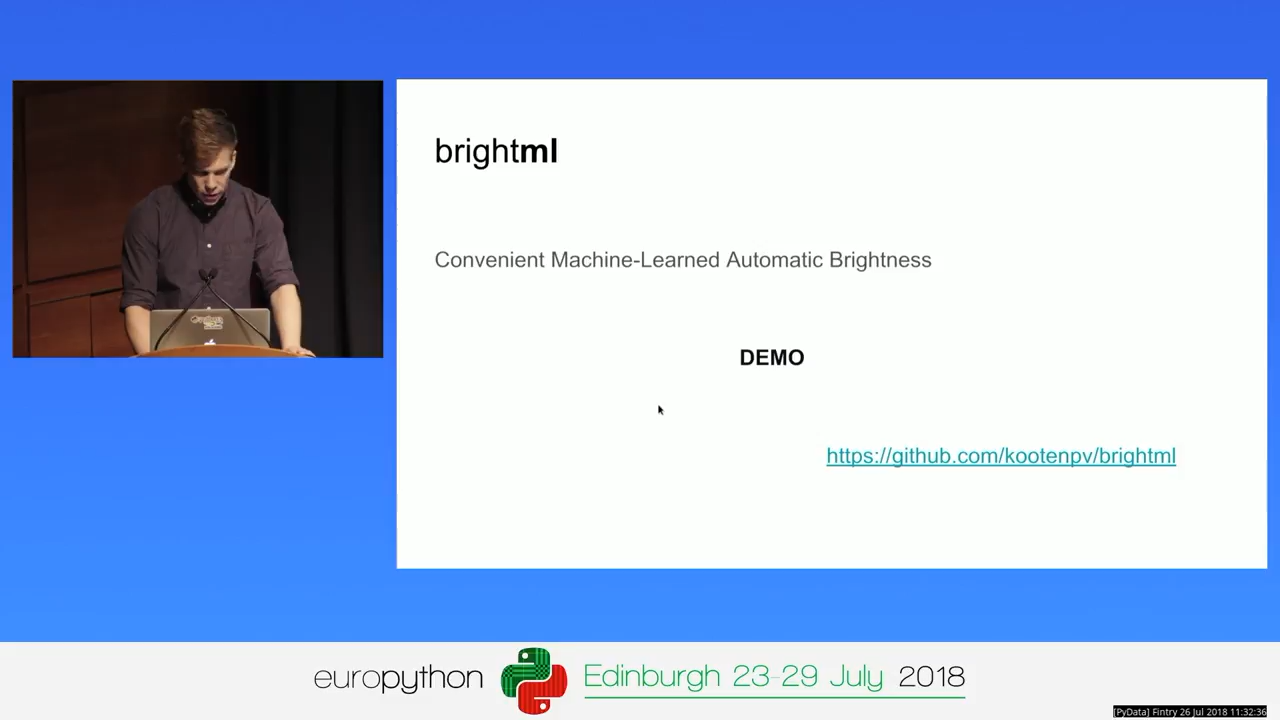 brightml
Convenient Machine-Learned Automatic Brightness
DEMO
https://github.com/kootenpv/brightml
europython Edinburgh 23-29 July 2018
[PyData] Fintry 26 Jul 2018 11:32:36